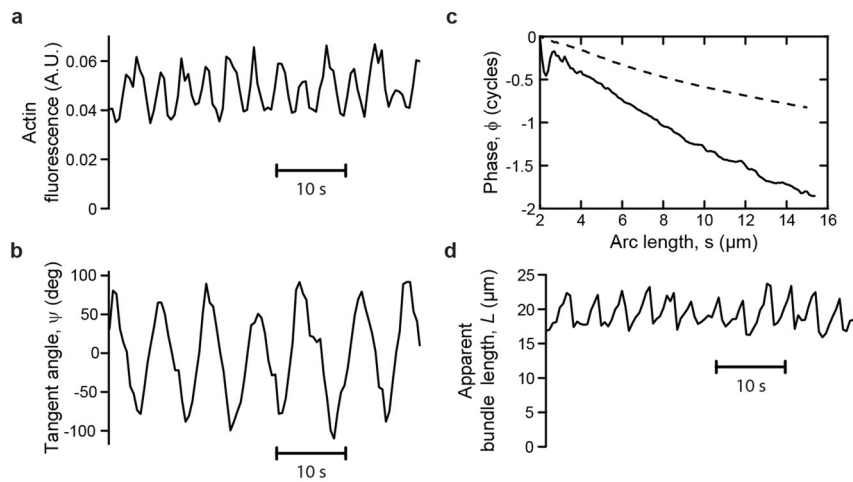 a
Actin
fluorescence (A.U.)
0.06
0.04
0.02
0
10 s
b
Tangent angle, ψ (deg)
100
50
0
-50
-100
10 s
c
Phase, ϕ (cycles)
0
-0.5
-1
-1.5
-2
2 4 6 8 10 12 14 16
Arc length, s (μm)
d
Apparent
bundle length, L (μm)
25
20
15
10
5
0
10 s